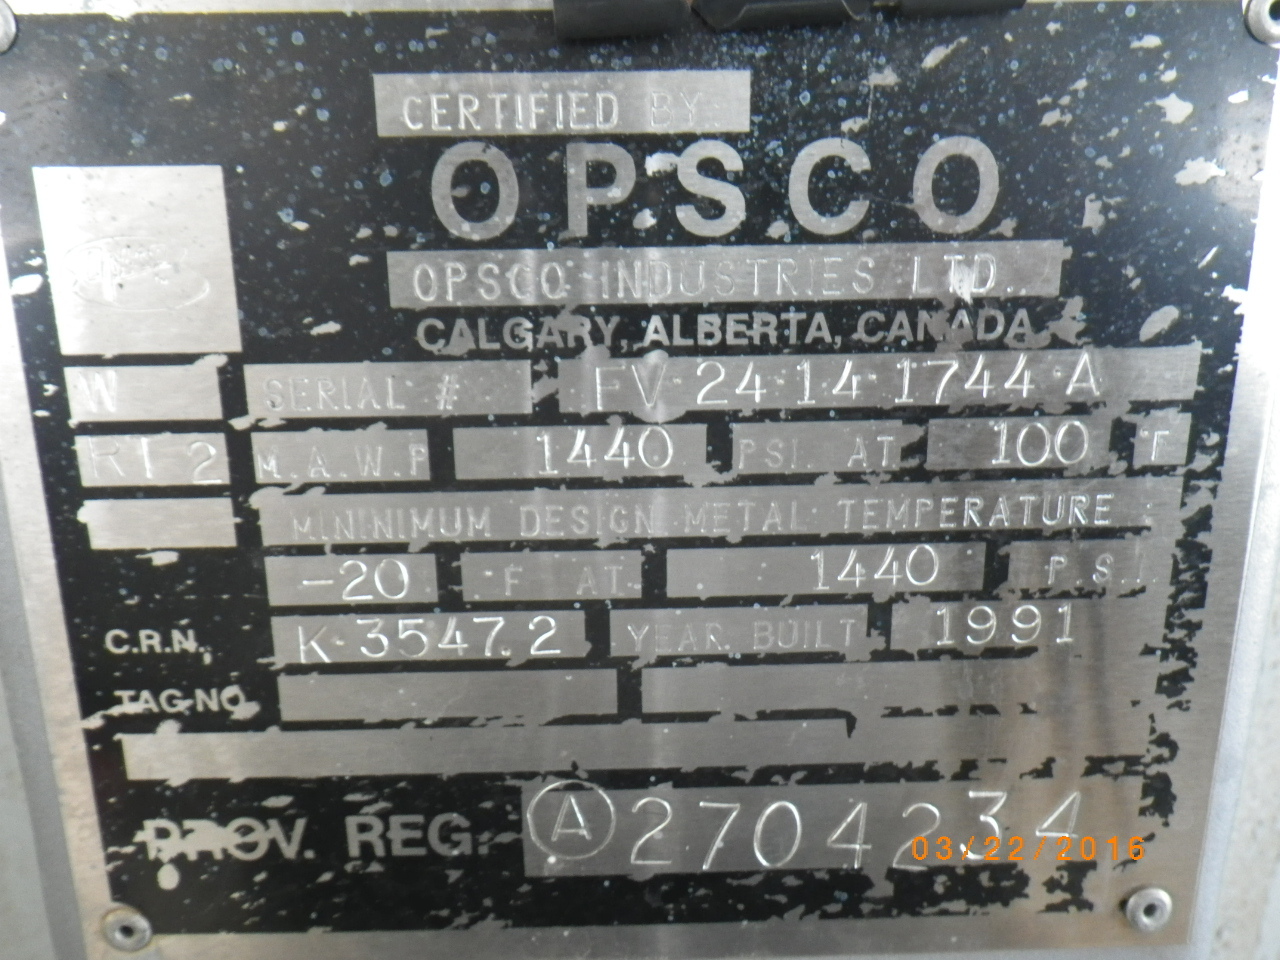 CERTIFIED BY:
OPSCO
OPSCO INDUSTRIES LTD.
CALGARY, ALBERTA, CANADA
W SERIAL # FV·24·14·1744·A
RT 2 M.A.W.P 1440 PSI. AT 100 °F
MININIMUM DESIGN METAL TEMPERATURE
-20 °F AT 1440 P.S.I.
C.R.N. K·3547.2 YEAR BUILT 1991
TAG NO.
PROV. REG. A 2704234
03/22/2016